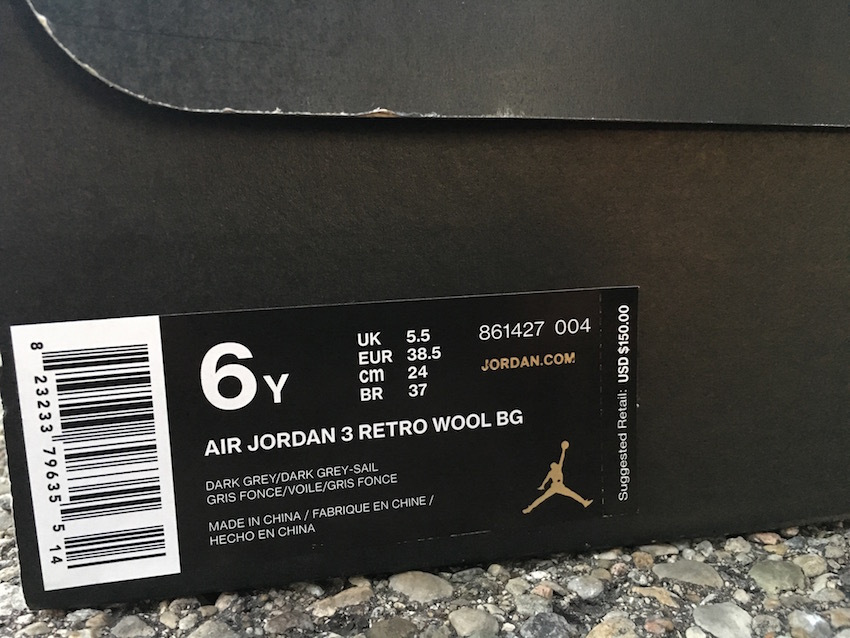 6Y
UK 5.5
EUR 38.5
cm 24
BR 37
861427 004
JORDAN.COM
AIR JORDAN 3 RETRO WOOL BG
DARK GREY/DARK GREY-SAIL
GRIS FONCE/VOILE/GRIS FONCE
MADE IN CHINA / FABRIQUE EN CHINE /
HECHO EN CHINA
Suggested Retail: USD $150.00
8 23233 79635 5 14